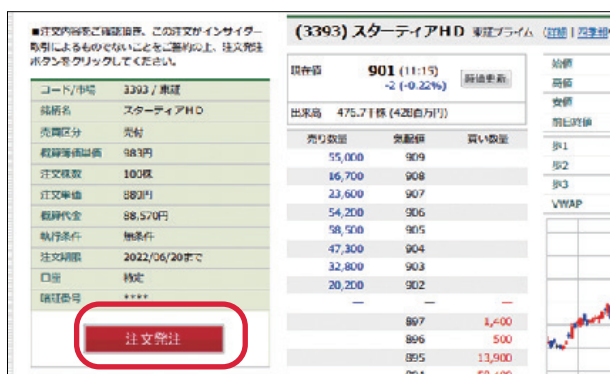 ■注文内容をご確認頂き、この注文がインサイダー
取引によるものでないことをご誓約の上、注文発注
ボタンをクリックしてください。
コード/市場 3393 / 東証
銘柄名 スターティアHD
売買区分 売付
概算簿価単価 983円
注文株数 100株
注文単価 880円
概算代金 88,570円
執行条件 無条件
注文期限 2022/06/20まで
口座 特定
暗証番号 ****
注文発注
(3393) スターティアHD 東証プライム (詳細 | 四季報
現在値 901 (11:15)
-2 (-0.22%)
時価更新
出来高 475.7千株 (428百万円)
売り数量 気配値 買い数量
55,000 909
16,700 908
23,600 907
54,200 906
58,500 905
47,300 904
32,800 903
20,200 902
― ― ―
897 1,400
896 500
895 13,900
始値
高値
安値
前日終値
歩1
歩2
歩3
VWAP